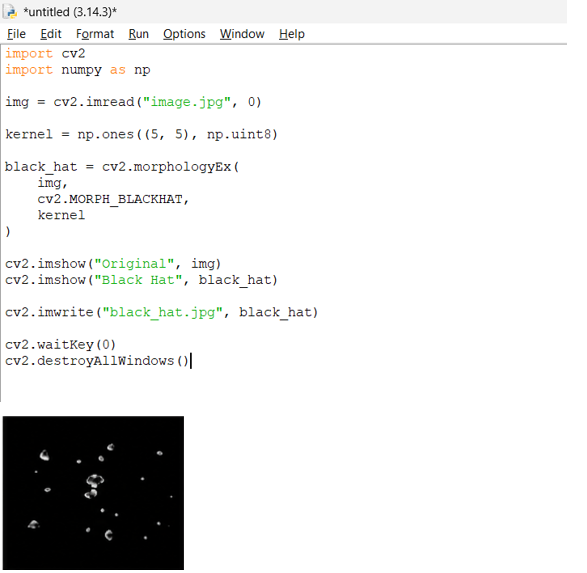 *untitled (3.14.3)*
File Edit Format Run Options Window Help
import cv2
import numpy as np

img = cv2.imread("image.jpg", 0)

kernel = np.ones((5, 5), np.uint8)

black_hat = cv2.morphologyEx(
    img,
    cv2.MORPH_BLACKHAT,
    kernel
)

cv2.imshow("Original", img)
cv2.imshow("Black Hat", black_hat)

cv2.imwrite("black_hat.jpg", black_hat)

cv2.waitKey(0)
cv2.destroyAllWindows()